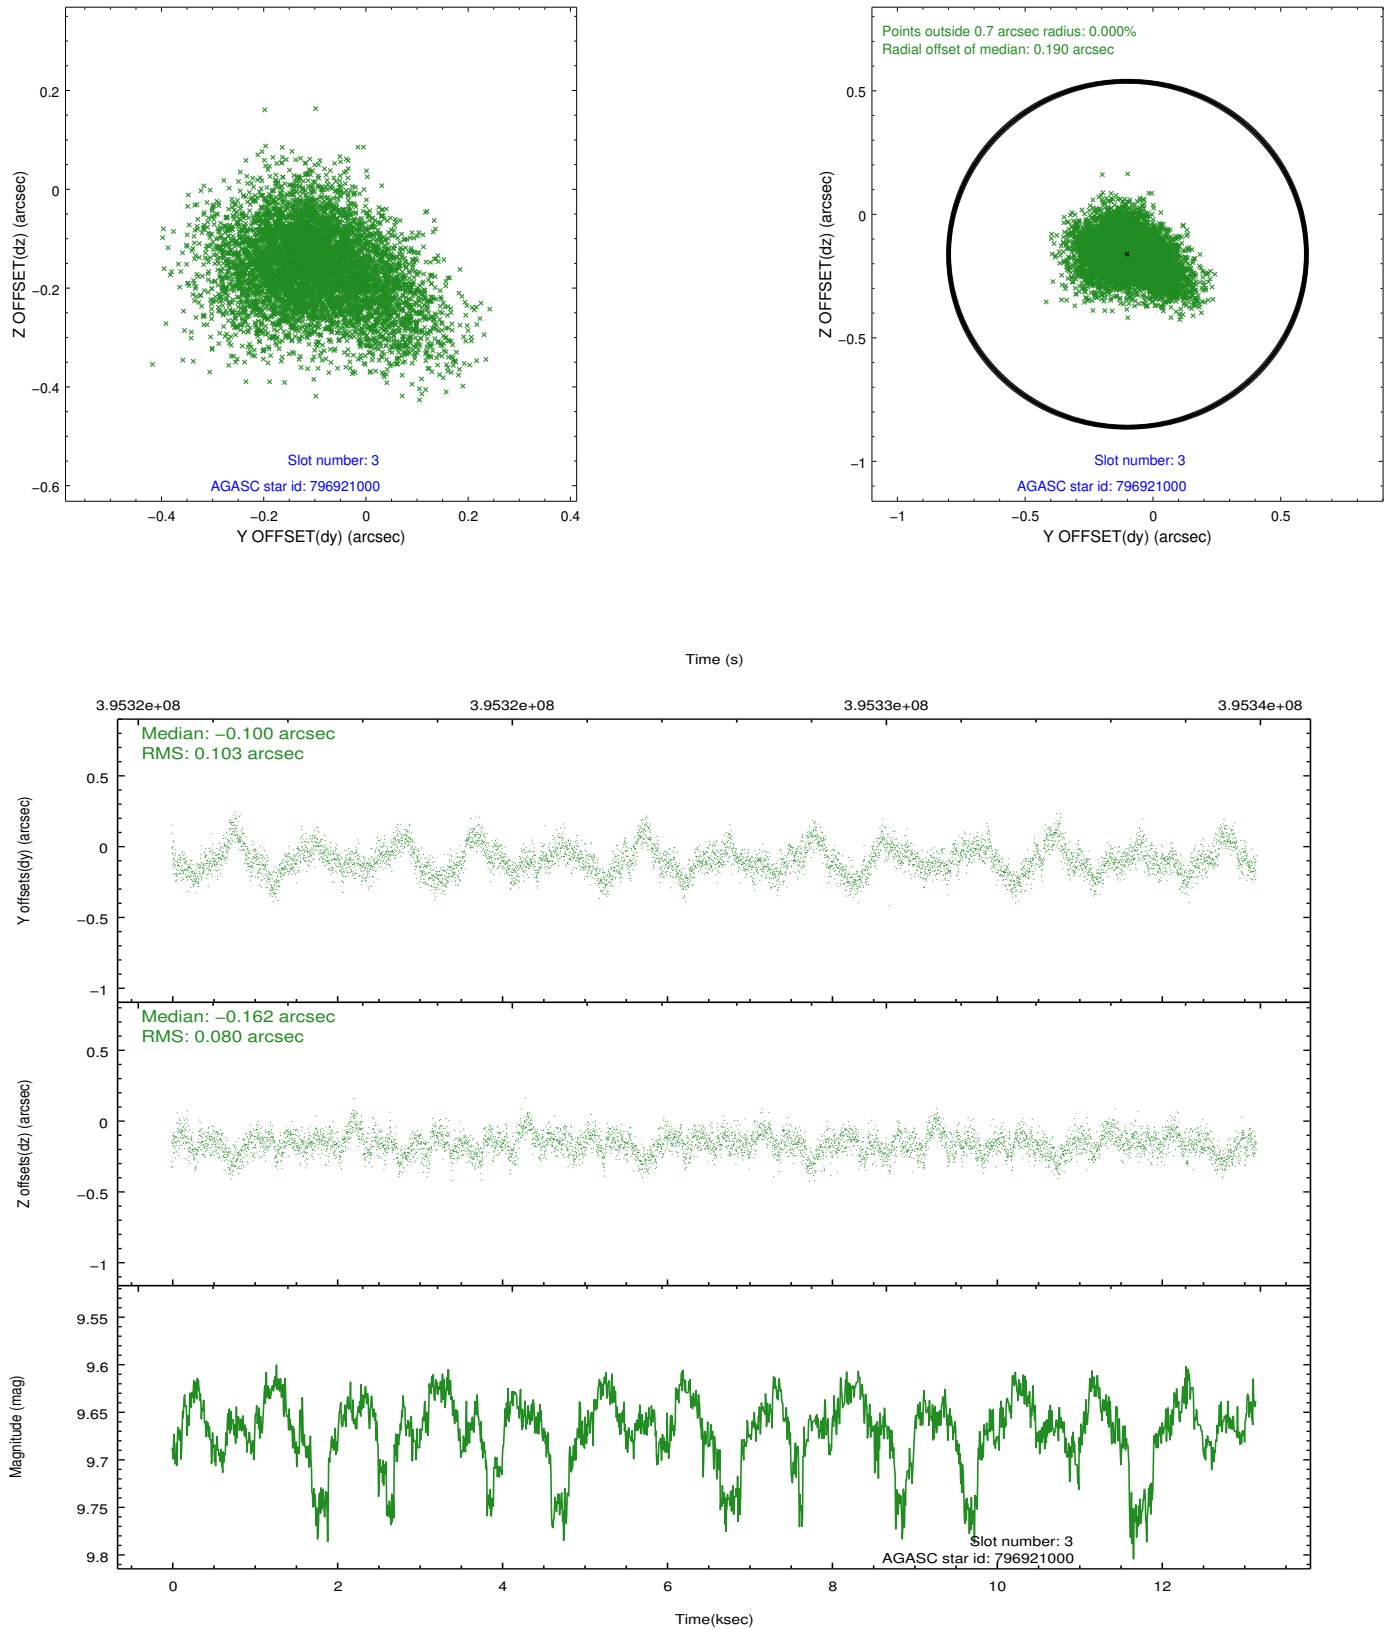 0.2
0
−0.2
−0.4
−0.6
Z OFFSET(dz) (arcsec)
Slot number: 3
AGASC star id: 796921000
−0.4
−0.2
0
0.2
0.4
Y OFFSET(dy) (arcsec)
Points outside 0.7 arcsec radius: 0.000%
Radial offset of median: 0.190 arcsec
0.5
0
−0.5
−1
Z OFFSET(dz) (arcsec)
Slot number: 3
AGASC star id: 796921000
−1
−0.5
0
0.5
Y OFFSET(dy) (arcsec)
Time (s)
3.9532e+08
3.9532e+08
3.9533e+08
3.9534e+08
Median: −0.100 arcsec
RMS: 0.103 arcsec
0.5
0
−0.5
−1
Y offsets(dy) (arcsec)
Median: −0.162 arcsec
RMS: 0.080 arcsec
0.5
0
−0.5
−1
Z offsets(dz) (arcsec)
9.55
9.6
9.65
9.7
9.75
9.8
Magnitude (mag)
Slot number: 3
AGASC star id: 796921000
0
2
4
6
8
10
12
Time(ksec)